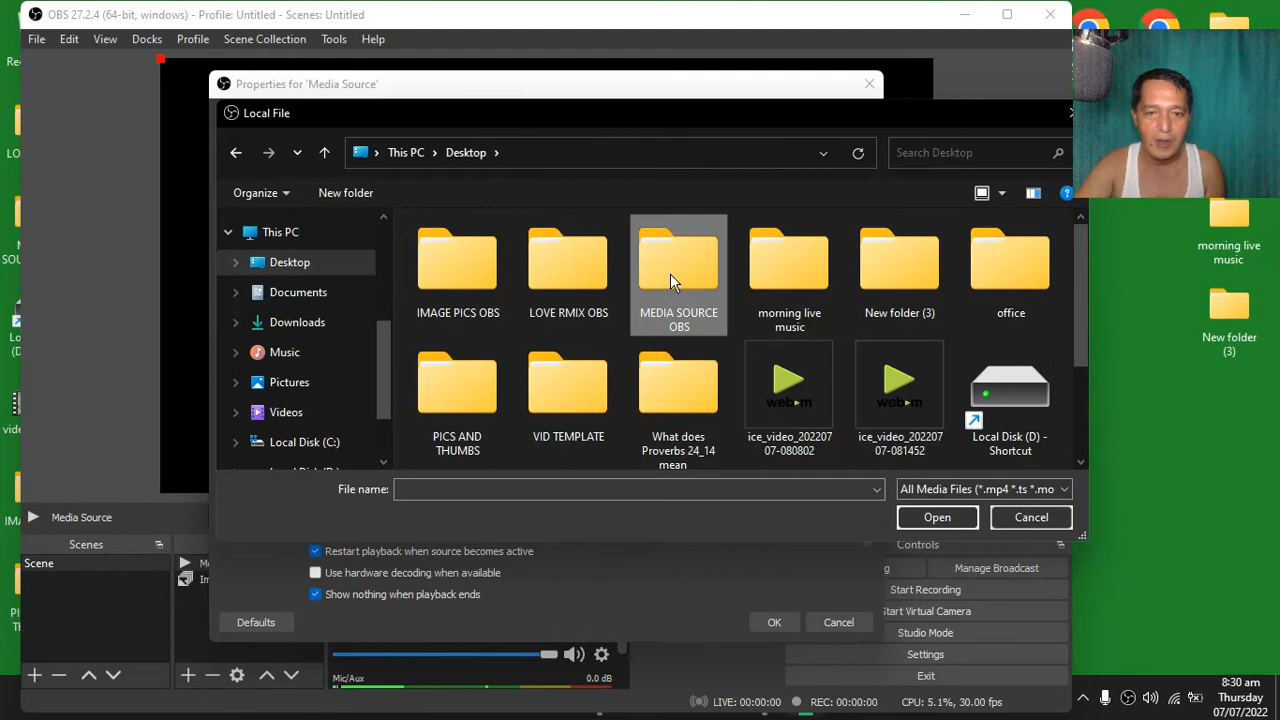 OBS 27.2.4 (64-bit, windows) - Profile: Untitled - Scenes: Untitled
File Edit View Docks Profile Scene Collection Tools Help
Properties for 'Media Source'
Local File
This PC Desktop
Search Desktop
Organize New folder
This PC
Desktop
Documents
Downloads
Music
Pictures
Videos
Local Disk (C:)
IMAGE PICS OBS
LOVE RMIX OBS
MEDIA SOURCE
OBS
morning live
music
New folder (3)
office
PICS AND
THUMBS
VID TEMPLATE
What does
Proverbs 24_14
mean
webm
ice_video_202207
07-080802
webm
ice_video_202207
07-081452
Local Disk (D) -
Shortcut
File name:
All Media Files (*.mp4 *.ts *.mo
Open Cancel
Restart playback when source becomes active
Use hardware decoding when available
Show nothing when playback ends
Defaults OK Cancel
Media Source
Scenes
Scene
Mic/Aux 0.0 dB
Controls
Manage Broadcast
Start Recording
Start Virtual Camera
Studio Mode
Settings
Exit
LIVE: 00:00:00 REC: 00:00:00 CPU: 5.1%, 30.00 fps
morning live
music
New folder
(3)
8:30 am
Thursday
07/07/2022